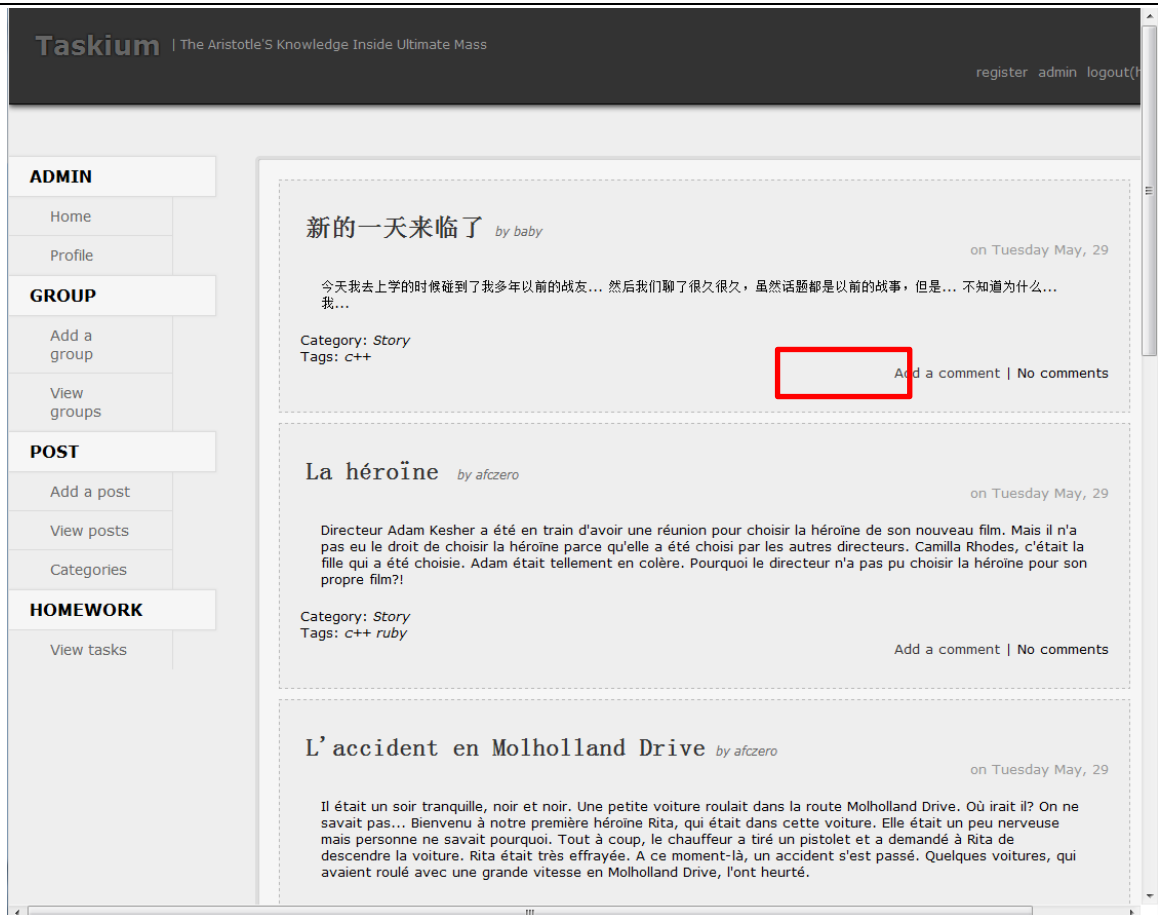 Taskium | The Aristotle'S Knowledge Inside Ultimate Mass
register admin logout(
ADMIN
Home
Profile
GROUP
Add a
group
View
groups
POST
Add a post
View posts
Categories
HOMEWORK
View tasks
新的一天来临了 by baby
on Tuesday May, 29
今天我去上学的时候碰到了我多年以前的战友... 然后我们聊了很久很久，虽然话题都是以前的战事，但是... 不知道为什么...
我...
Category: Story
Tags: c++
Add a comment | No comments
La héroïne by afczero
on Tuesday May, 29
Directeur Adam Kesher a été en train d'avoir une réunion pour choisir la héroïne de son nouveau film. Mais il n'a
pas eu le droit de choisir la héroïne parce qu'elle a été choisi par les autres directeurs. Camilla Rhodes, c'était la
fille qui a été choisie. Adam était tellement en colère. Pourquoi le directeur n'a pas pu choisir la héroïne pour son
propre film?!
Category: Story
Tags: c++ ruby
Add a comment | No comments
L'accident en Molholland Drive by afczero
on Tuesday May, 29
Il était un soir tranquille, noir et noir. Une petite voiture roulait dans la route Molholland Drive. Où irait il? On ne
savait pas... Bienvenu à notre première héroïne Rita, qui était dans cette voiture. Elle était un peu nerveuse
mais personne ne savait pourquoi. Tout à coup, le chauffeur a tiré un pistolet et a demandé à Rita de
descendre la voiture. Rita était très effrayée. A ce moment-là, un accident s'est passé. Quelques voitures, qui
avaient roulé avec une grande vitesse en Molholland Drive, l'ont heurté.